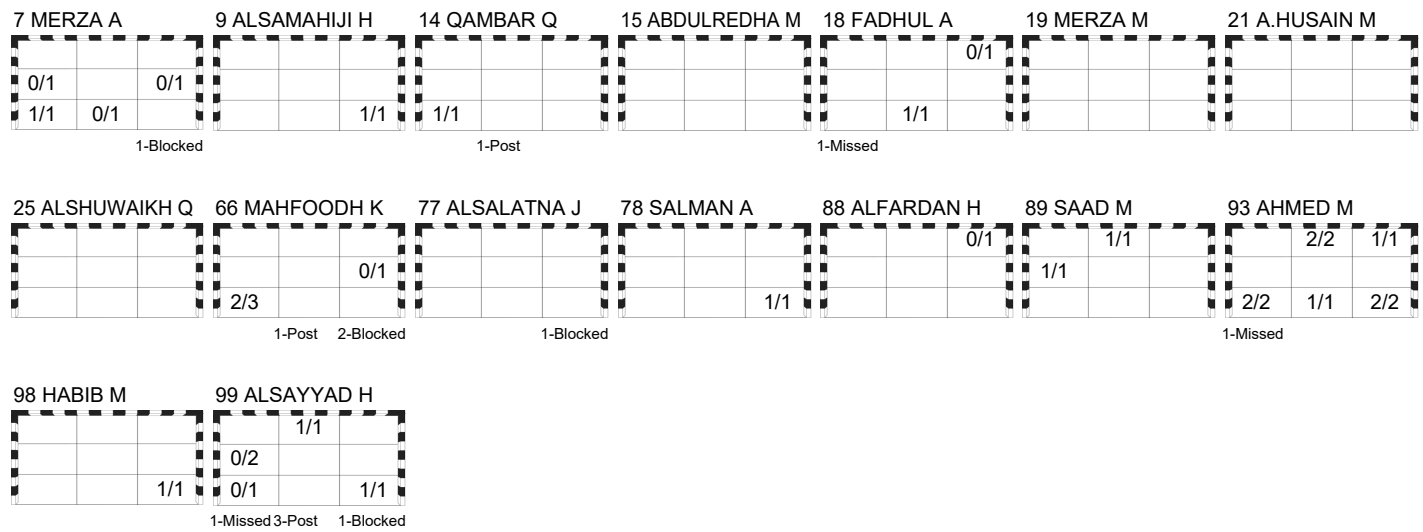 7 MERZA A 9 ALSAMAHIJI H 14 QAMBAR Q 15 ABDULREDHA M 18 FADHUL A 19 MERZA M 21 A.HUSAIN M
0/1
0/1 0/1
1/1 0/1 1/1 1/1 1/1
1-Blocked 1-Post 1-Missed
25 ALSHUWAIKH Q 66 MAHFOODH K 77 ALSALATNA J 78 SALMAN A 88 ALFARDAN H 89 SAAD M 93 AHMED M
0/1 1/1 2/2 1/1
0/1 1/1
2/3 1/1 2/2 1/1 2/2
1-Post 2-Blocked 1-Blocked 1-Missed
98 HABIB M 99 ALSAYYAD H
1/1
0/2
1/1 0/1 1/1
1-Missed 3-Post 1-Blocked